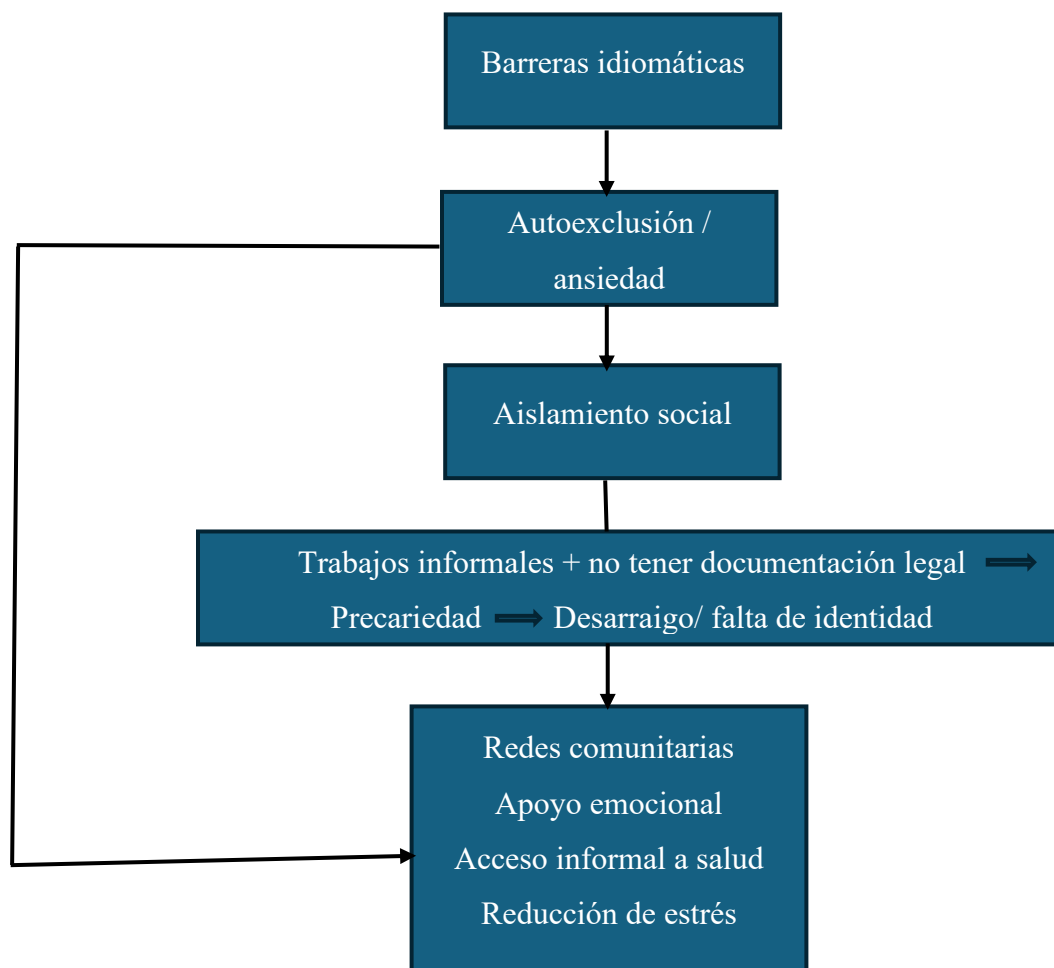 Barreras idiomáticas
Autoexclusión /
ansiedad
Aislamiento social
Trabajos informales + no tener documentación legal ⟹
Precariedad ⟹ Desarraigo/ falta de identidad
Redes comunitarias
Apoyo emocional
Acceso informal a salud
Reducción de estrés